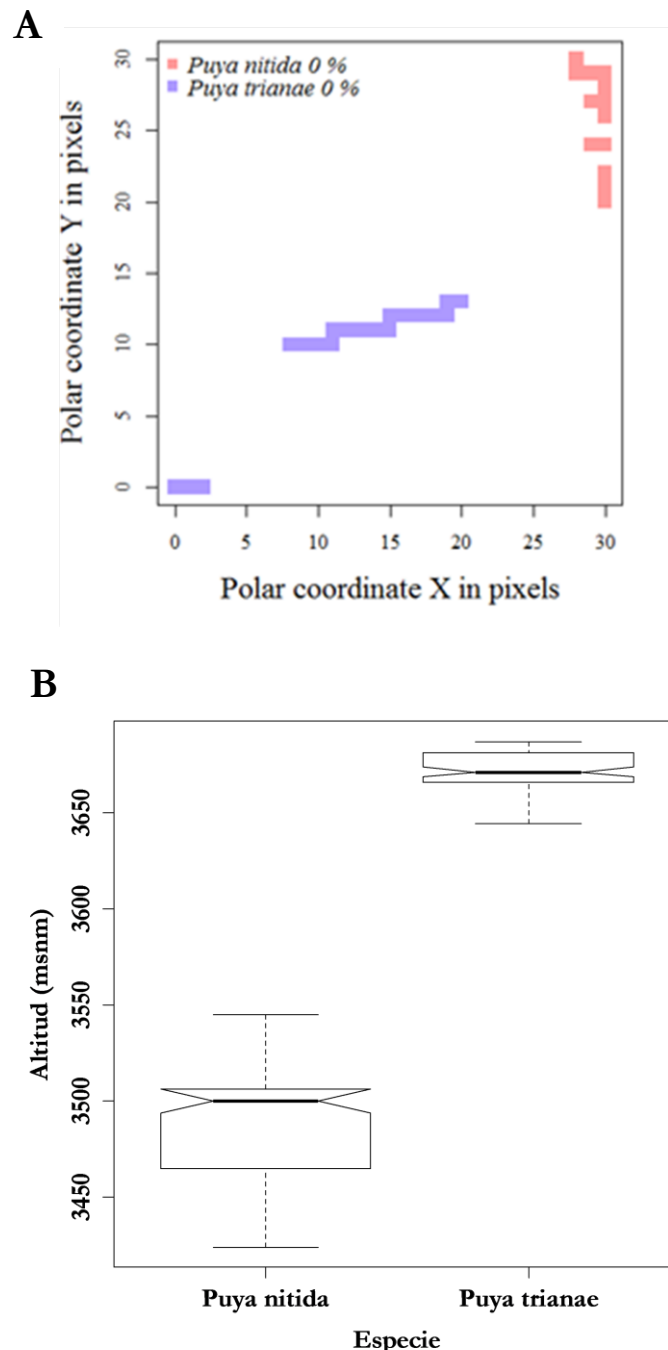 A
Puya nitida 0 %
Puya trianae 0 %
Polar coordinate Y in pixels
30
25
20
15
10
5
0
0 5 10 15 20 25 30
Polar coordinate X in pixels
B
Altitud (msnm)
3650
3600
3550
3500
3450
Puya nitida Puya trianae
Especie